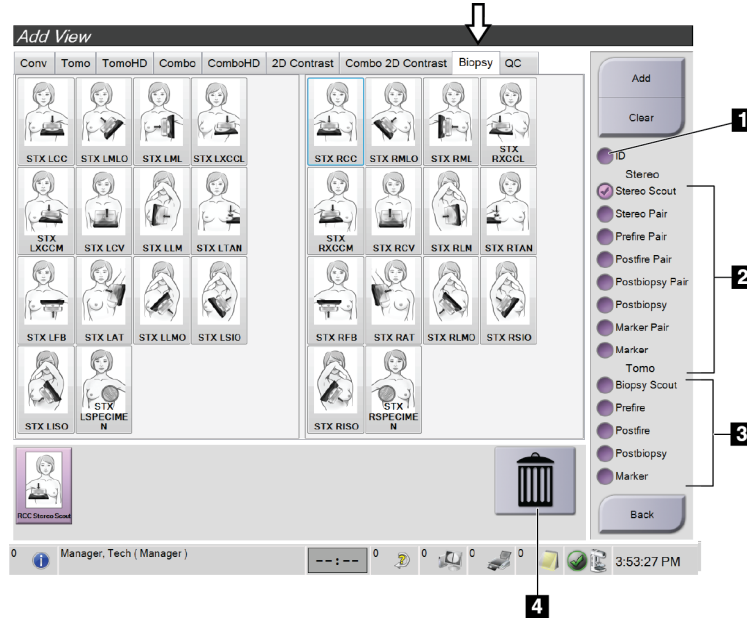 Add View
Conv Tomo TomoHD Combo ComboHD 2D Contrast Combo 2D Contrast Biopsy QC
STX LCC STX LMLO STX LML STX LXCCL
STX RCC STX RMLO STX RML STX
RXCCL
STX
LXCCM STX LCV STX LLM STX LTAN
STX
RXCCM STX RCV STX RLM STX RTAN
STX LFB STX LAT STX LLMO STX LSIO
STX RFB STX RAT STX RLMO STX RSIO
STX LISO STX
LSPECIME
N
STX RISO STX
RSPECIME
N
RCC Stereo Scout
Add
Clear
ID
1
Stereo
Stereo Scout
Stereo Pair
Prefire Pair
Postfire Pair
Postbiopsy Pair
Postbiopsy
Marker Pair
Marker
2
Tomo
Biopsy Scout
Prefire
Postfire
Postbiopsy
Marker
3
Back
0 Manager, Tech ( Manager ) --:-- 0 0 0 0 3:53:27 PM
4